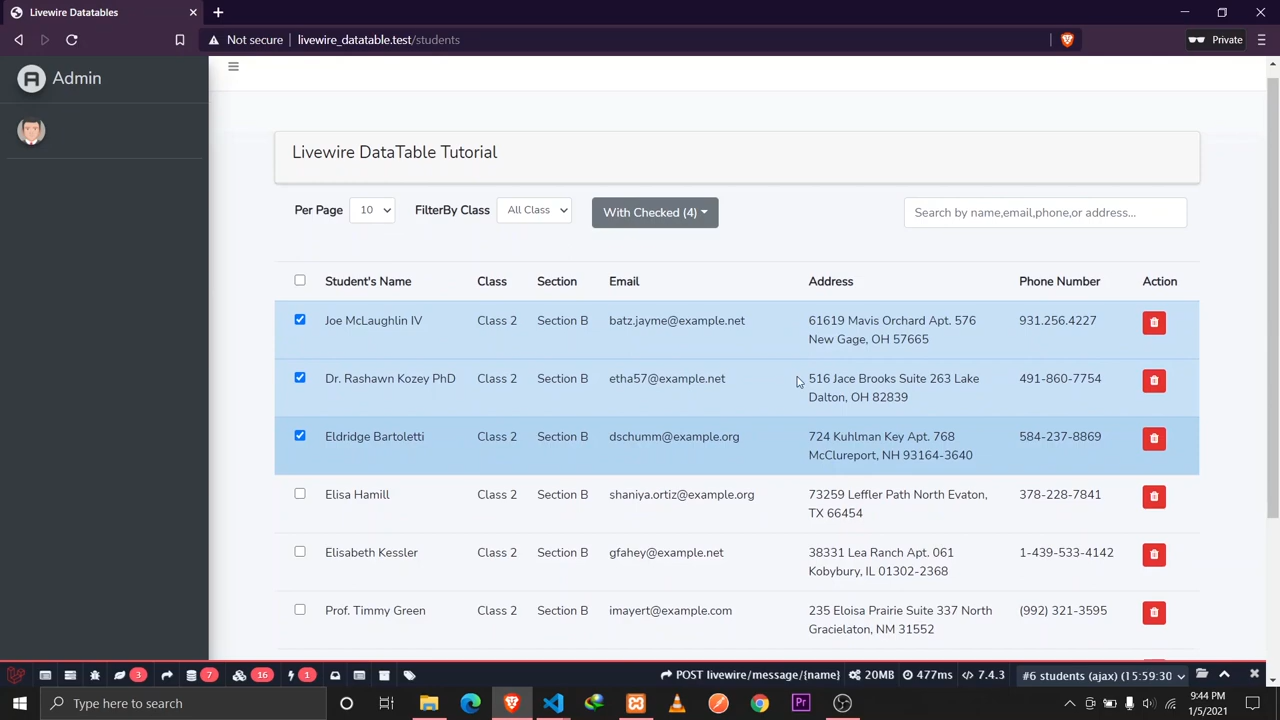 Livewire Datatables
Not secure livewire_datatable.test/students
Private
Admin
Livewire DataTable Tutorial
Per Page 10 FilterBy Class All Class With Checked (4) Search by name,email,phone,or address...
Student's Name Class Section Email Address Phone Number Action
Joe McLaughlin IV Class 2 Section B batz.jayme@example.net 61619 Mavis Orchard Apt. 576 931.256.4227
New Gage, OH 57665
Dr. Rashawn Kozey PhD Class 2 Section B etha57@example.net 516 Jace Brooks Suite 263 Lake 491-860-7754
Dalton, OH 82839
Eldridge Bartoletti Class 2 Section B dschumm@example.org 724 Kuhlman Key Apt. 768 584-237-8869
McClureport, NH 93164-3640
Elisa Hamill Class 2 Section B shaniya.ortiz@example.org 73259 Leffler Path North Evaton, 378-228-7841
TX 66454
Elisabeth Kessler Class 2 Section B gfahey@example.net 38331 Lea Ranch Apt. 061 1-439-533-4142
Kobybury, IL 01302-2368
Prof. Timmy Green Class 2 Section B imayert@example.com 235 Eloisa Prairie Suite 337 North (992) 321-3595
Gracielaton, NM 31552
3 7 16 1 POST livewire/message/{name} 20MB 477ms 7.4.3 #6 students (ajax) (15:59:30)
Type here to search
Pr
9:44 PM
1/5/2021